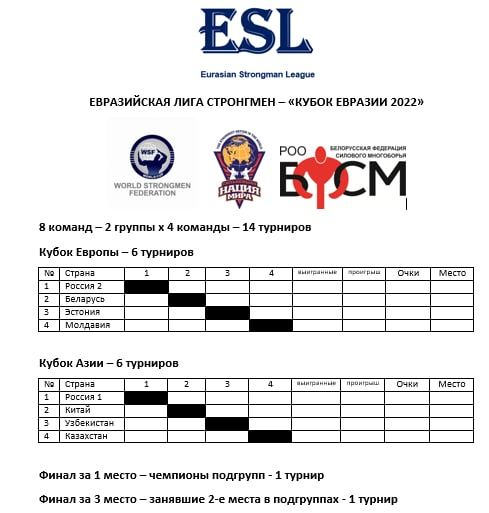 ESL
Eurasian Strongman League
ЕВРАЗИЙСКАЯ ЛИГА СТРОНГМЕН – «КУБОК ЕВРАЗИИ 2022»
WSF
WORLD STRONGMEN
FEDERATION
НАЦИЯ
МИРА
РОО
БЕЛОРУССКАЯ ФЕДЕРАЦИЯ
СИЛОВОГО МНОГОБОРЬЯ
БФСМ
8 команд – 2 группы х 4 команды – 14 турниров
Кубок Европы – 6 турниров
№ Страна 1 2 3 4 выигранные проигрыш Очки Место
1 Россия 2
2 Беларусь
3 Эстония
4 Молдавия
Кубок Азии – 6 турниров
№ Страна 1 2 3 4 выигранные проигрыш Очки Место
1 Россия 1
2 Китай
3 Узбекистан
4 Казахстан
Финал за 1 место – чемпионы подгрупп - 1 турнир
Финал за 3 место – занявшие 2-е места в подгруппах - 1 турнир